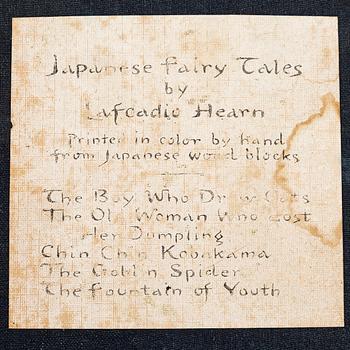 Japanese Fairy Tales
by
Lafcadio Hearn
Printed in color by hand
from Japanese wood blocks
The Boy Who Drew Cats
The Old Woman Who Lost
Her Dumpling
Chin Chin Kobakama
The Goblin Spider
The Fountain of Youth